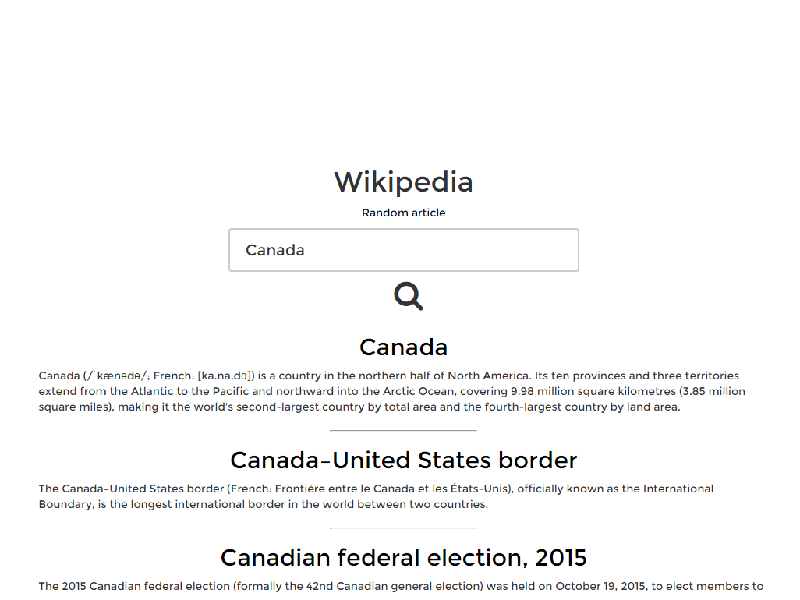 Wikipedia
Random article
Canada
Canada
Canada (/ˈkænədə/; French: [ka.na.dɑ]) is a country in the northern half of North America. Its ten provinces and three territories
extend from the Atlantic to the Pacific and northward into the Arctic Ocean, covering 9.98 million square kilometres (3.85 million
square miles), making it the world's second-largest country by total area and the fourth-largest country by land area.
Canada–United States border
The Canada–United States border (French: Frontière entre le Canada et les États-Unis), officially known as the International
Boundary, is the longest international border in the world between two countries.
Canadian federal election, 2015
The 2015 Canadian federal election (formally the 42nd Canadian general election) was held on October 19, 2015, to elect members to